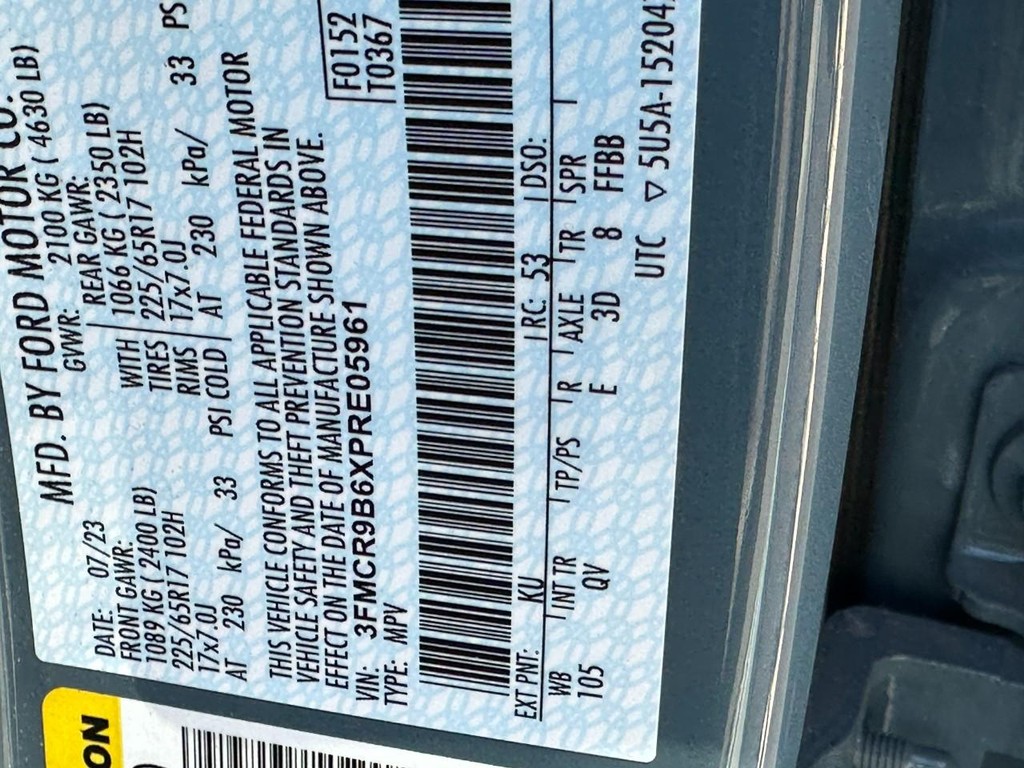 MFD. BY FORD MOTOR CO.
DATE: 07/23
GVWR: 2100 KG ( 4630 LB)
FRONT GAWR:
REAR GAWR:
1089 KG ( 2400 LB)
WITH
1066 KG ( 2350 LB)
225/65R17 102H
TIRES
225/65R17 102H
17x7.0J
RIMS
17x7.0J
AT 230 kPa/ 33 PSI COLD
AT 230 kPa/ 33 PS
THIS VEHICLE CONFORMS TO ALL APPLICABLE FEDERAL MOTOR
VEHICLE SAFETY AND THEFT PREVENTION STANDARDS IN
EFFECT ON THE DATE OF MANUFACTURE SHOWN ABOVE.
VIN: 3FMCR9B6XPRE05961
TYPE: MPV
F0152
T0367
EXT PNT: KU RC: 53 DSO:
WB INT TR TP/PS R AXLE TR SPR
105 QV E 3D 8 FFBB
UTC ▽ 5U5A-15204
ON